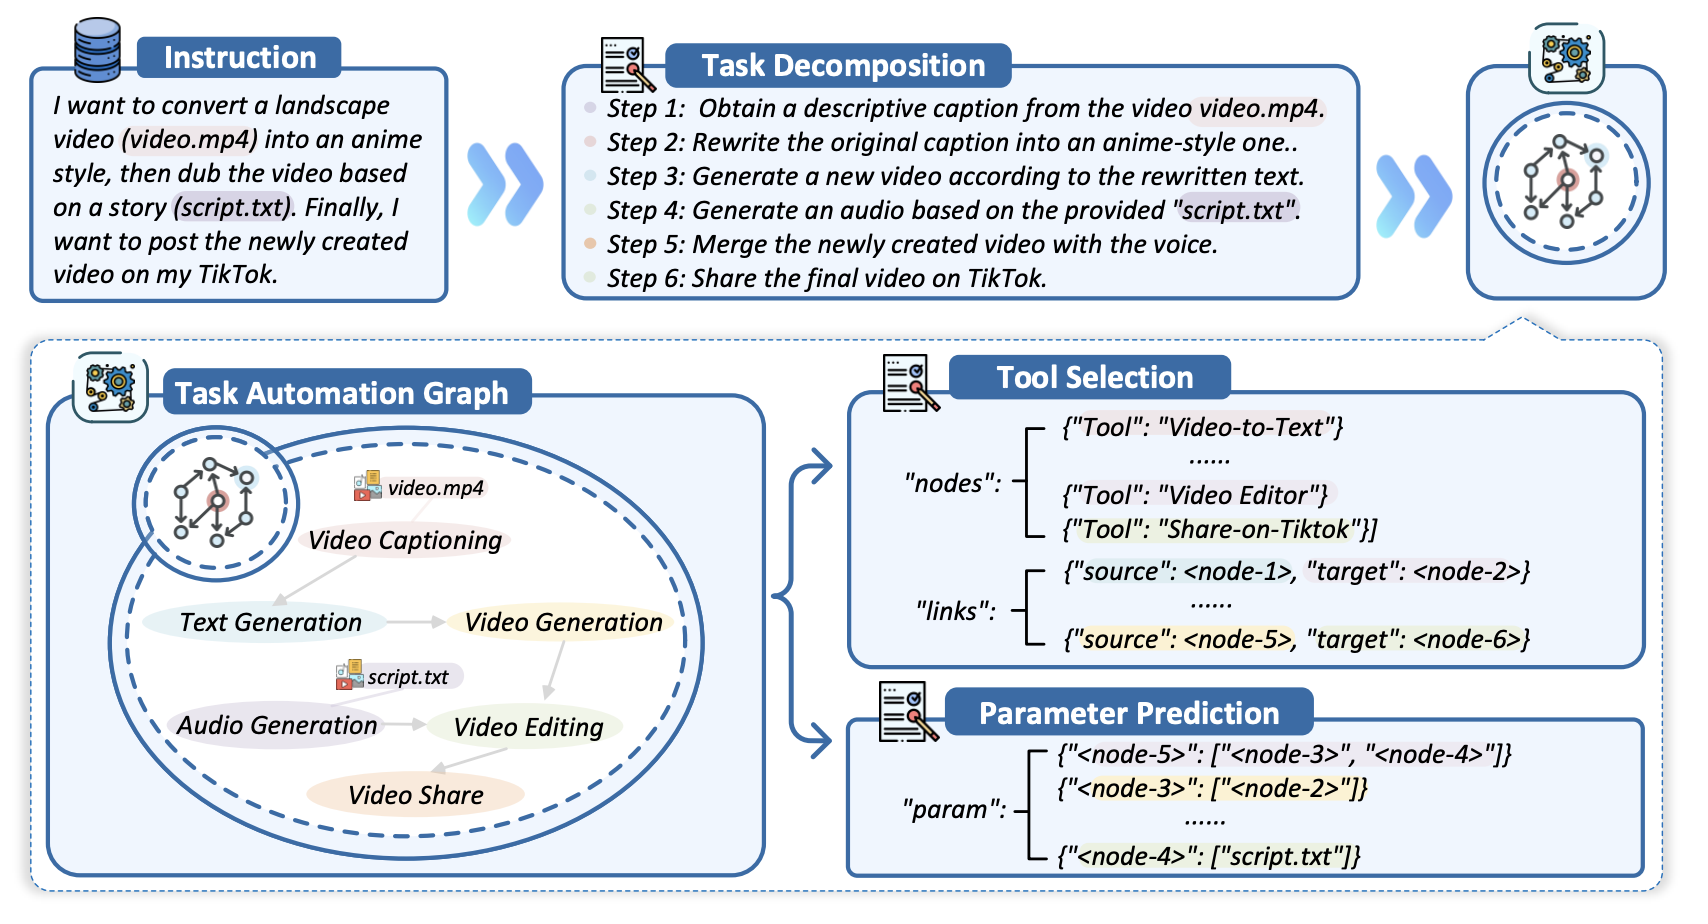 Instruction
I want to convert a landscape
video (video.mp4) into an anime
style, then dub the video based
on a story (script.txt). Finally, I
want to post the newly created
video on my TikTok.
Task Decomposition
Step 1: Obtain a descriptive caption from the video video.mp4.
Step 2: Rewrite the original caption into an anime-style one..
Step 3: Generate a new video according to the rewritten text.
Step 4: Generate an audio based on the provided "script.txt".
Step 5: Merge the newly created video with the voice.
Step 6: Share the final video on TikTok.
Task Automation Graph
video.mp4
Video Captioning
Text Generation
Video Generation
script.txt
Audio Generation
Video Editing
Video Share
Tool Selection
"nodes":
{"Tool": "Video-to-Text"}
......
{"Tool": "Video Editor"}
{"Tool": "Share-on-Tiktok"}]
"links":
{"source": <node-1>, "target": <node-2>}
......
{"source": <node-5>, "target": <node-6>}
Parameter Prediction
"param":
{"<node-5>": ["<node-3>", "<node-4>"]}
{"<node-3>": ["<node-2>"]}
......
{"<node-4>": ["script.txt"]}